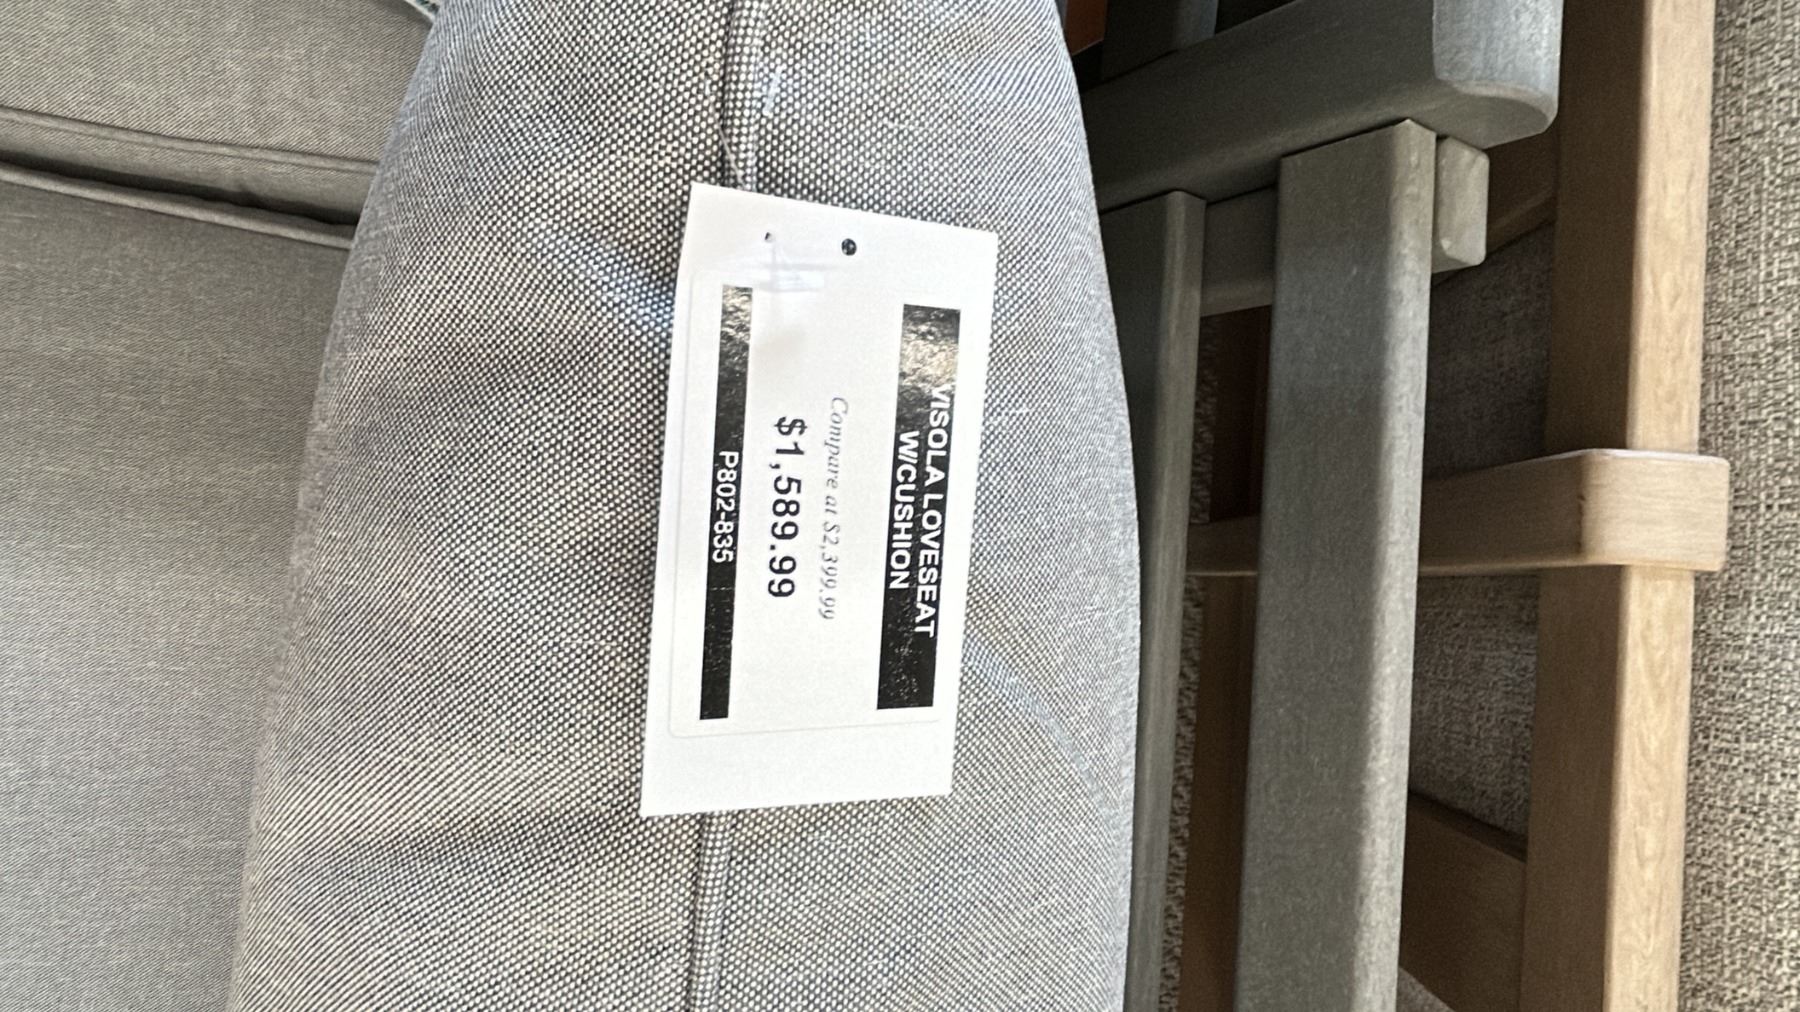 VISOLA LOVESEAT
W/CUSHION
Compare at $2,399.99
$1,589.99
P802-835